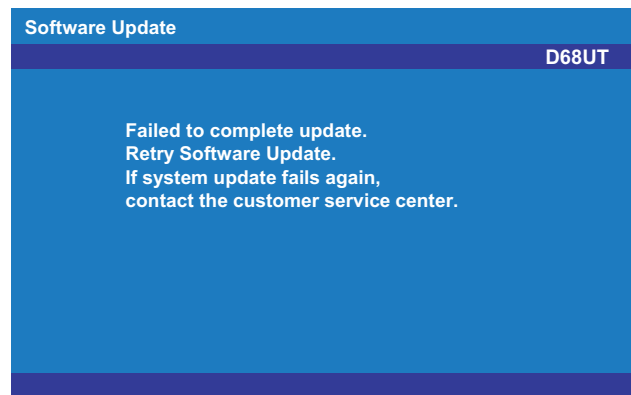 Software Update
D68UT
Failed to complete update.
Retry Software Update.
If system update fails again,
contact the customer service center.